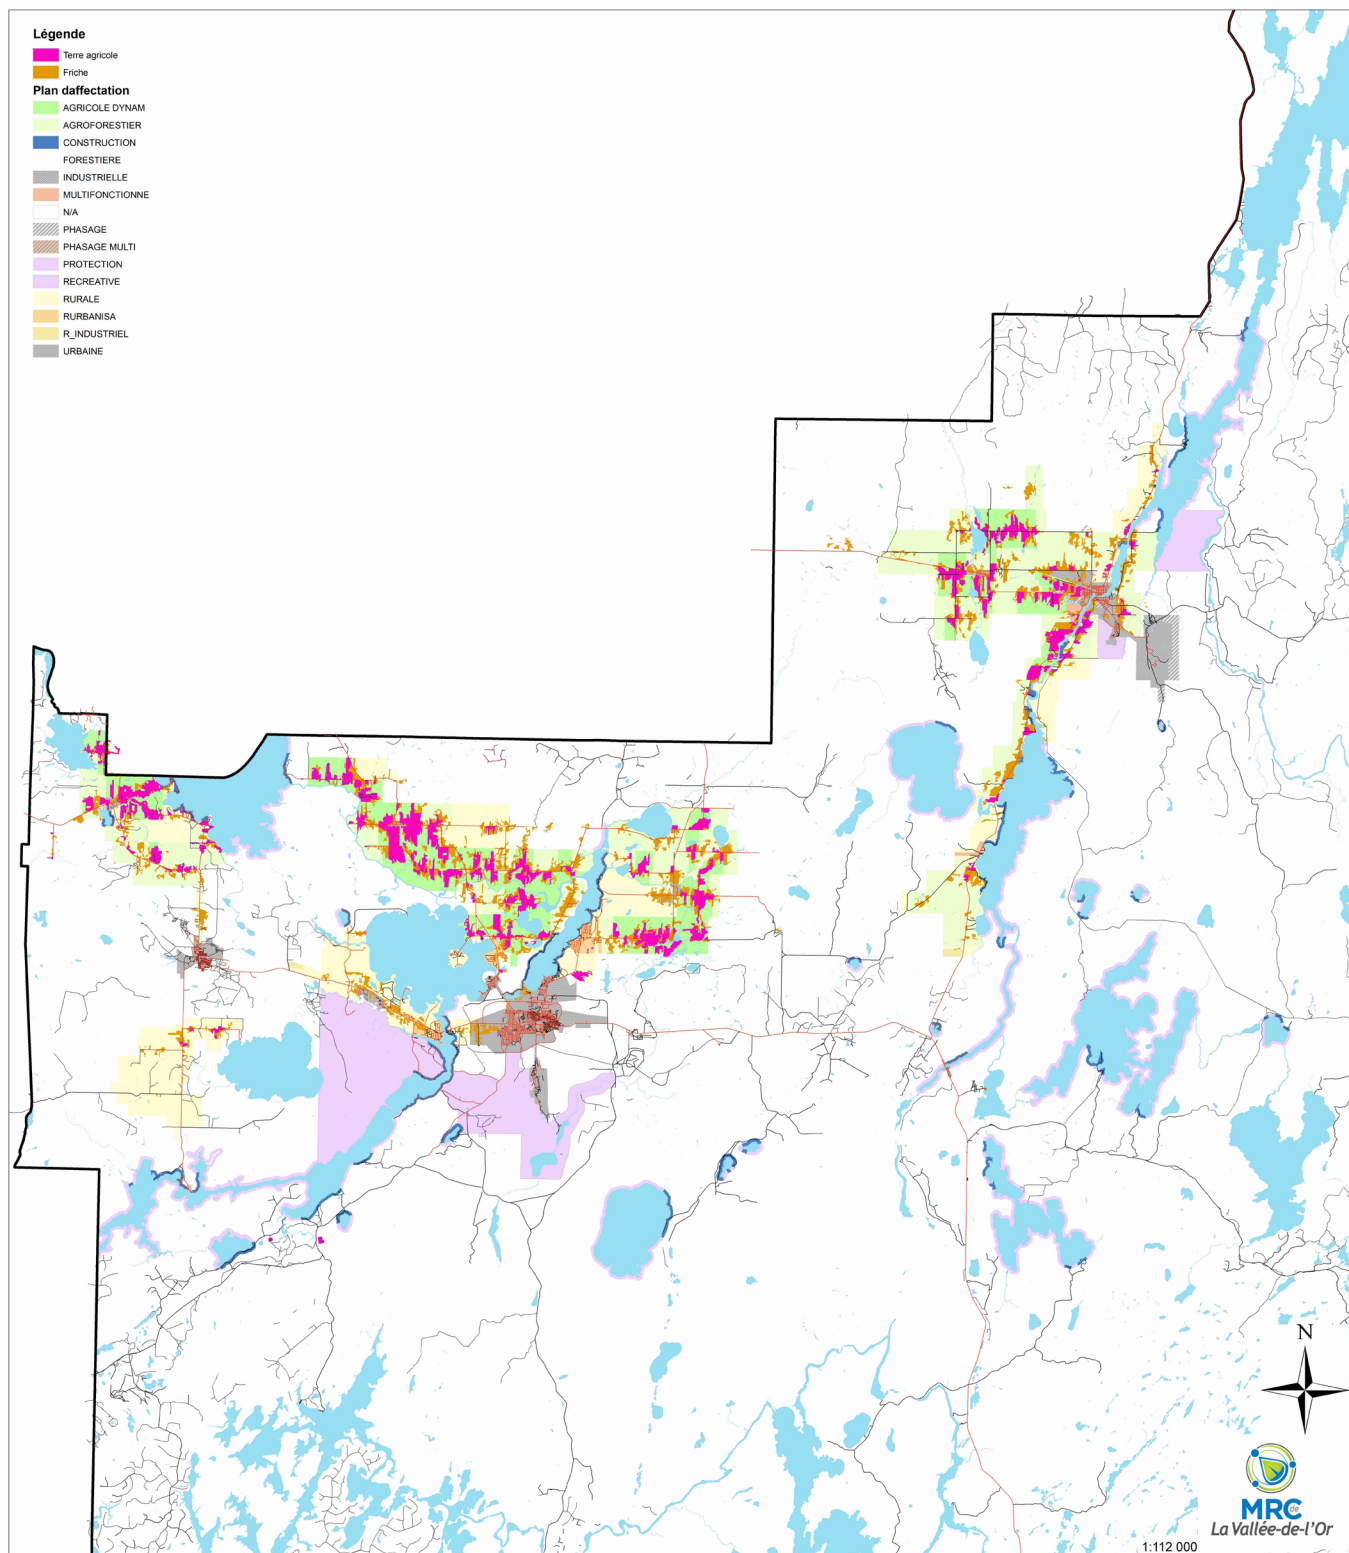 Légende
Terre agricole
Friche
Plan daffectation
AGRICOLE DYNAM
AGROFORESTIER
CONSTRUCTION
FORESTIERE
INDUSTRIELLE
MULTIFONCTIONNE
N/A
PHASAGE
PHASAGE MULTI
PROTECTION
RECREATIVE
RURALE
RURBANISA
R_INDUSTRIEL
URBAINE
N
MRC de
La Vallée-de-l'Or
1:112 000